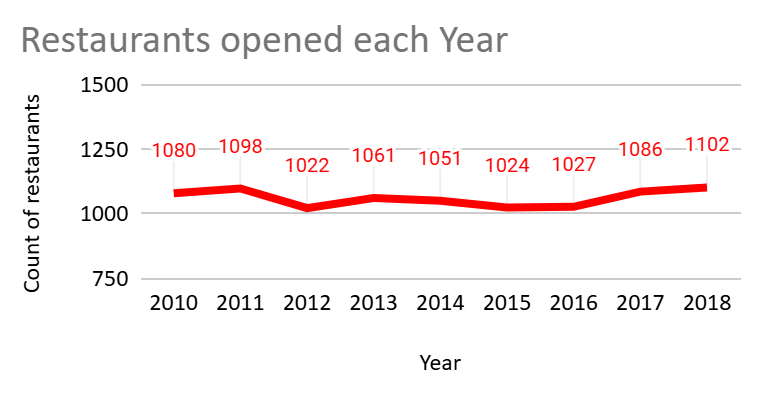 Restaurants opened each Year
Count of restaurants
1500
1250
1000
750
1080 1098 1022 1061 1051 1024 1027 1086 1102
2010 2011 2012 2013 2014 2015 2016 2017 2018
Year